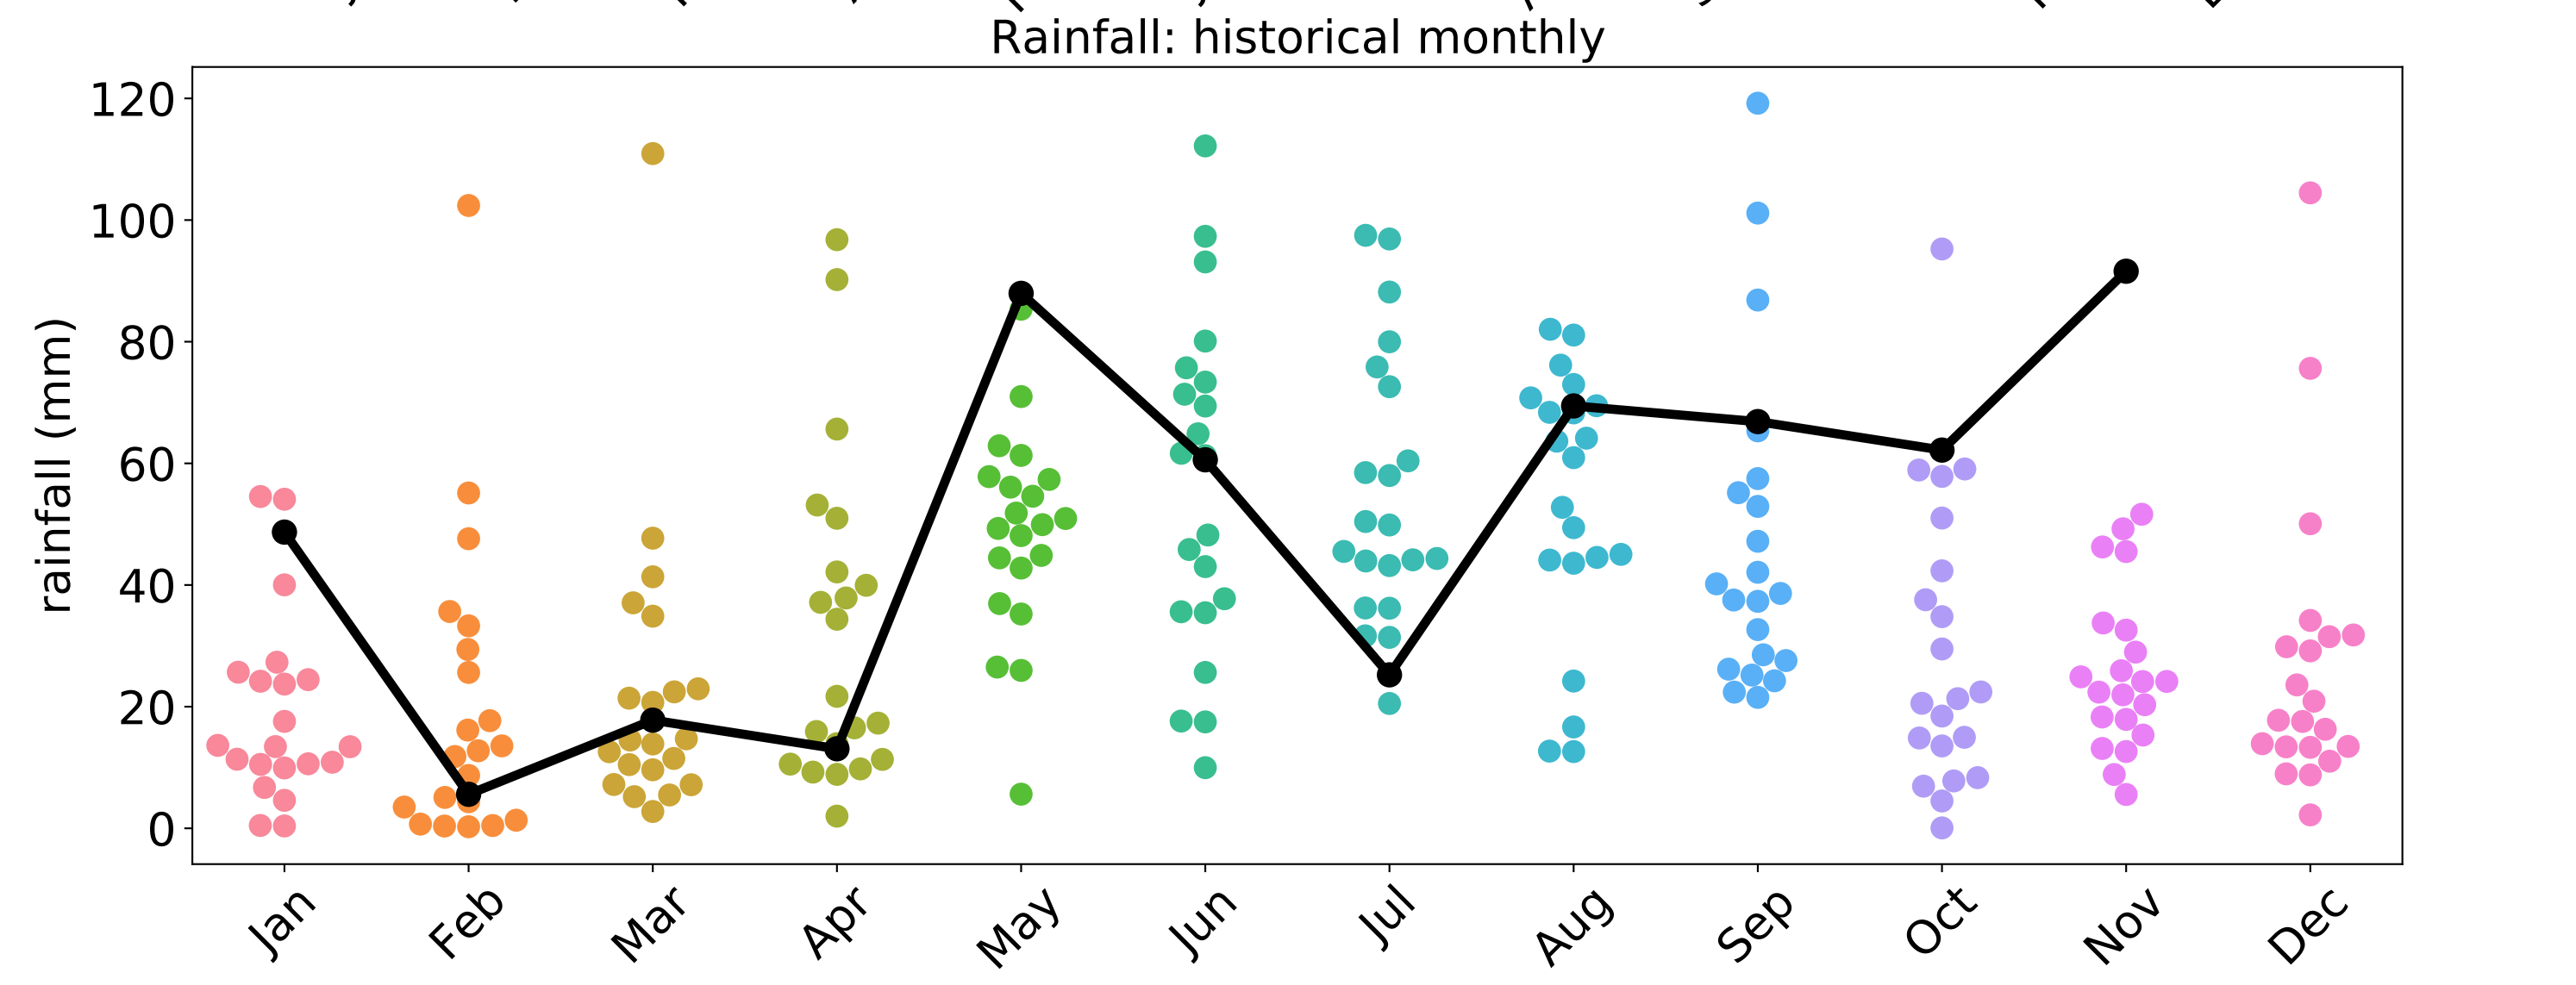 Rainfall: historical monthly
rainfall (mm)
120
100
80
60
40
20
0
Jan
Feb
Mar
Apr
May
Jun
Jul
Aug
Sep
Oct
Nov
Dec